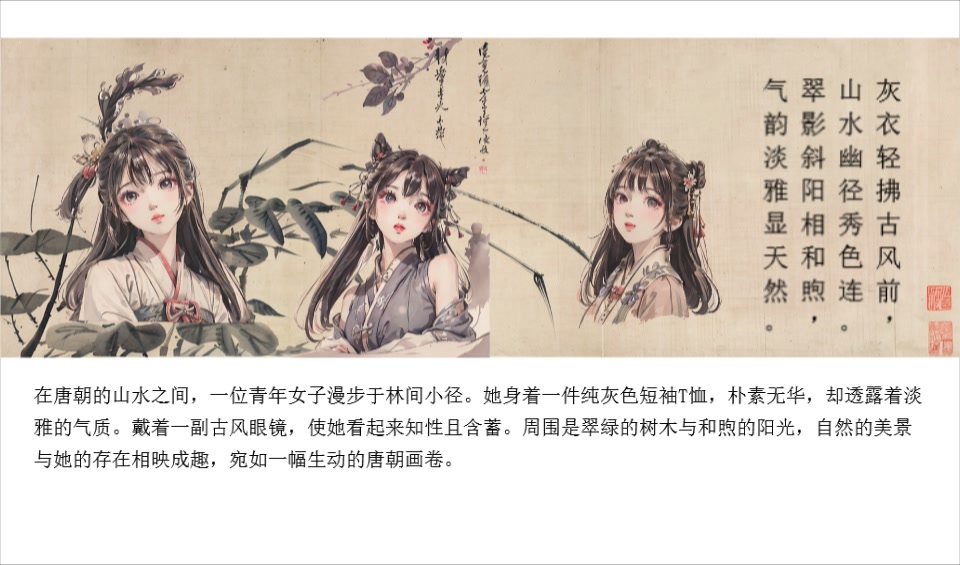 灰衣轻拂古风前，
山水幽径秀色连。
翠影斜阳相和煦，
气韵淡雅显天然。
在唐朝的山水之间，一位青年女子漫步于林间小径。她身着一件纯灰色短袖T恤，朴素无华，却透露着淡
雅的气质。戴着一副古风眼镜，使她看起来知性且含蓄。周围是翠绿的树木与和煦的阳光，自然的美景
与她的存在相映成趣，宛如一幅生动的唐朝画卷。